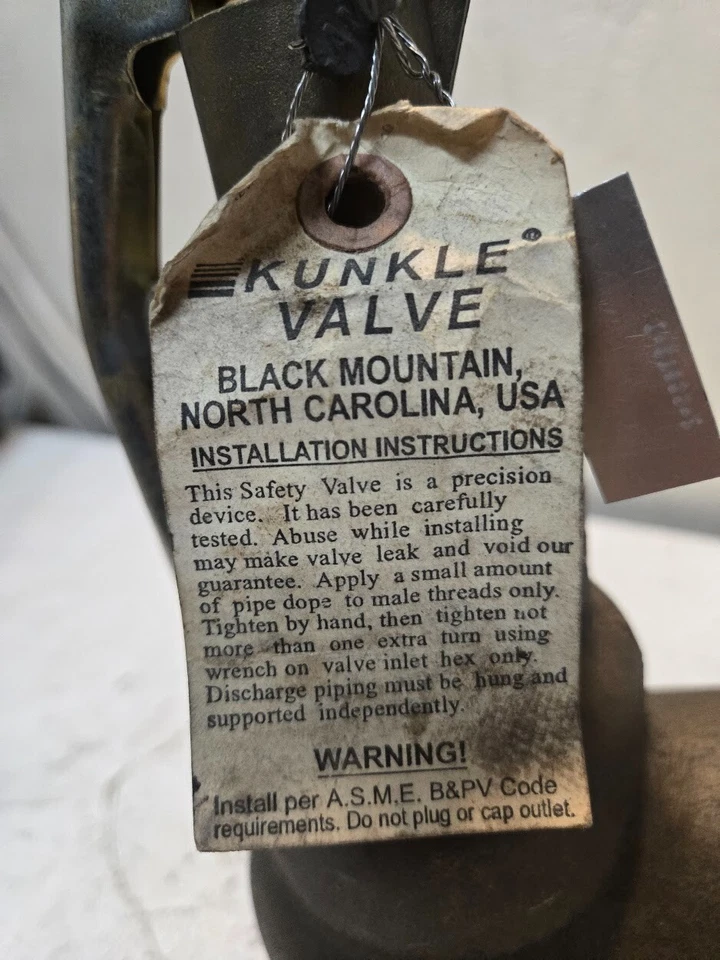 KUNKLE®
VALVE
BLACK MOUNTAIN,
NORTH CAROLINA, USA
INSTALLATION INSTRUCTIONS
This Safety Valve is a precision
device. It has been carefully
tested. Abuse while installing
may make valve leak and void our
guarantee. Apply a small amount
of pipe dope to male threads only.
Tighten by hand, then tighten not
more than one extra turn using
wrench on valve inlet hex only.
Discharge piping must be hung and
supported independently.
WARNING!
Install per A.S.M.E. B&PV Code
requirements. Do not plug or cap outlet.